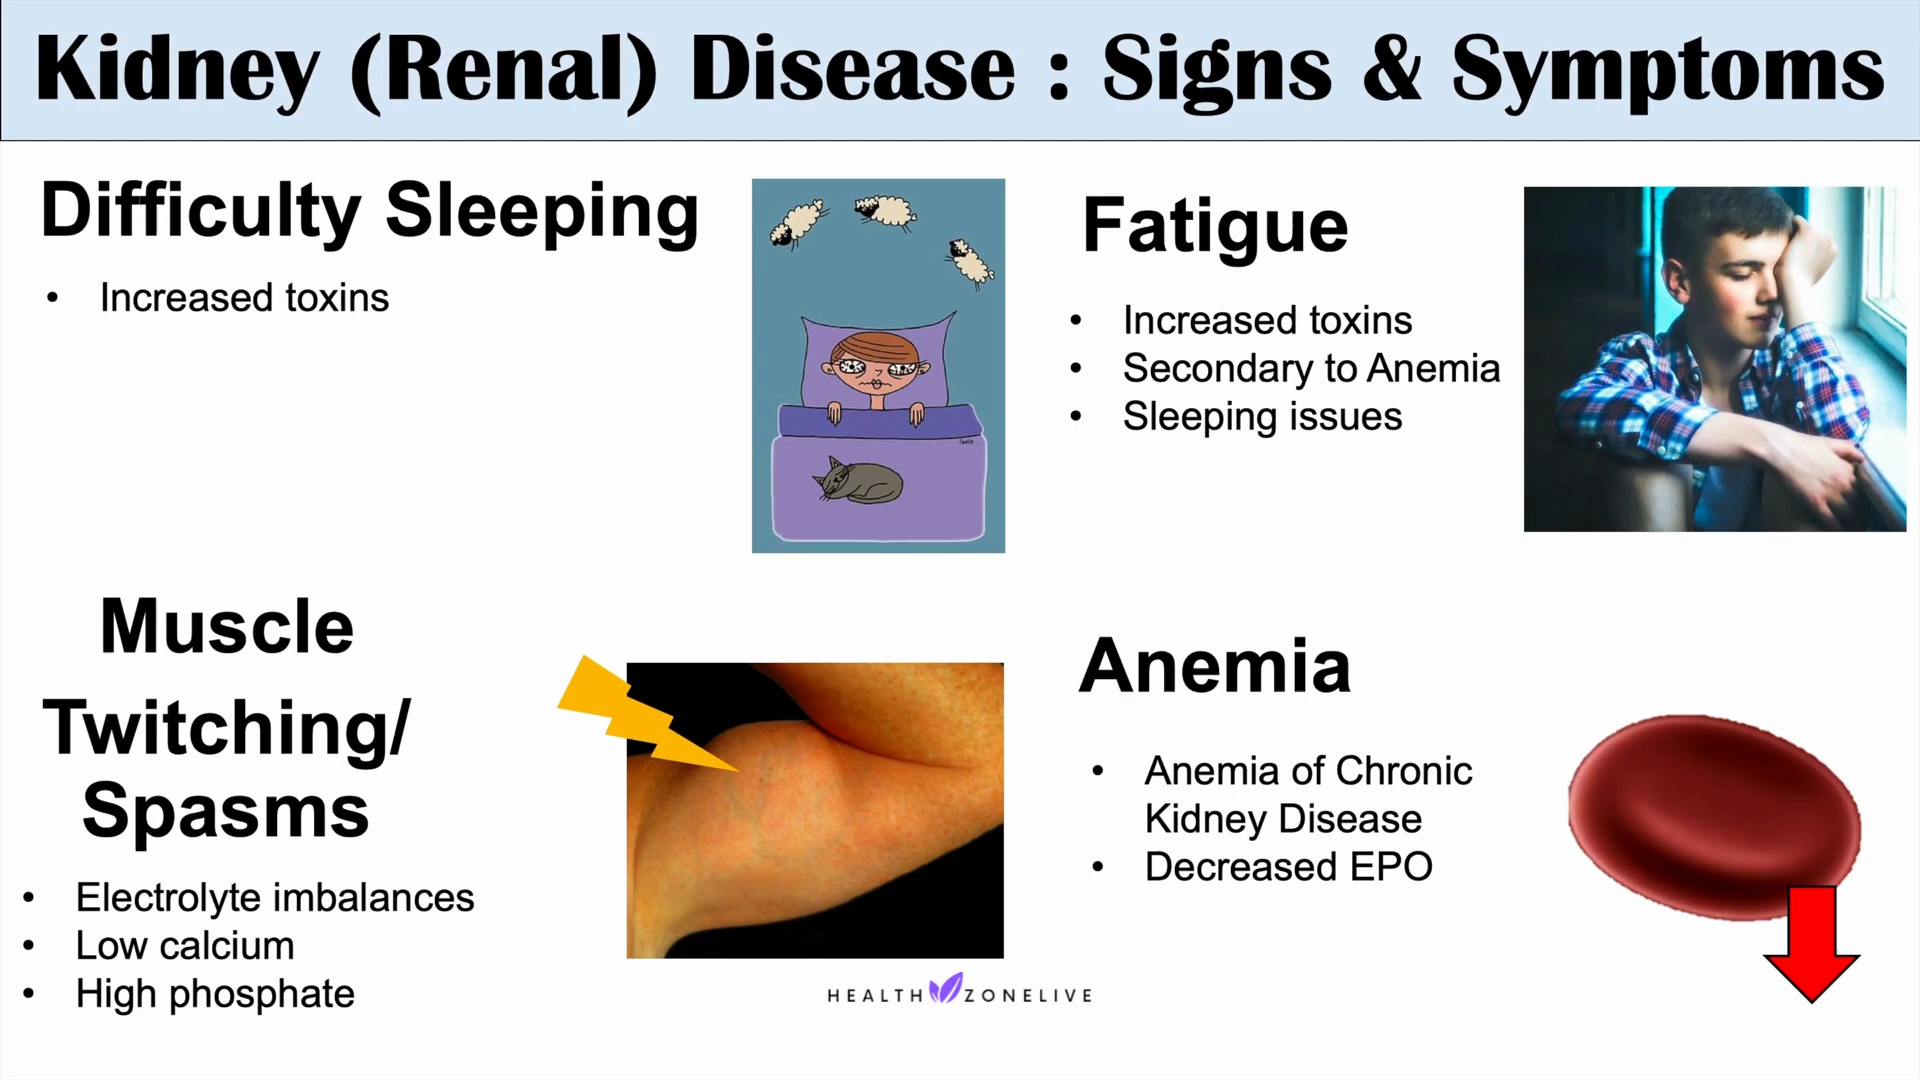 Kidney (Renal) Disease : Signs & Symptoms
Difficulty Sleeping
• Increased toxins
Fatigue
• Increased toxins
• Secondary to Anemia
• Sleeping issues
Muscle
Twitching/
Spasms
• Electrolyte imbalances
• Low calcium
• High phosphate
Anemia
• Anemia of Chronic
Kidney Disease
• Decreased EPO
HEALTH ZONELIVE